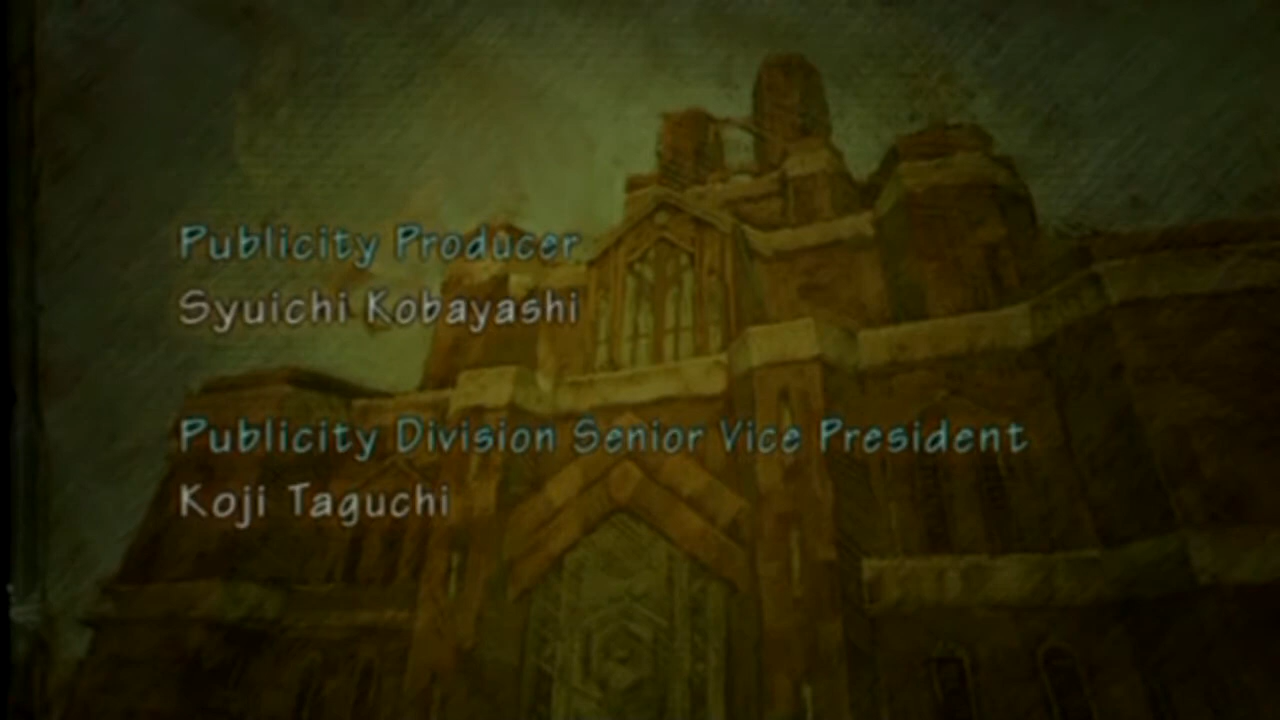 Publicity Producer
Syuichi Kobayashi
Publicity Division Senior Vice President
Koji Taguchi